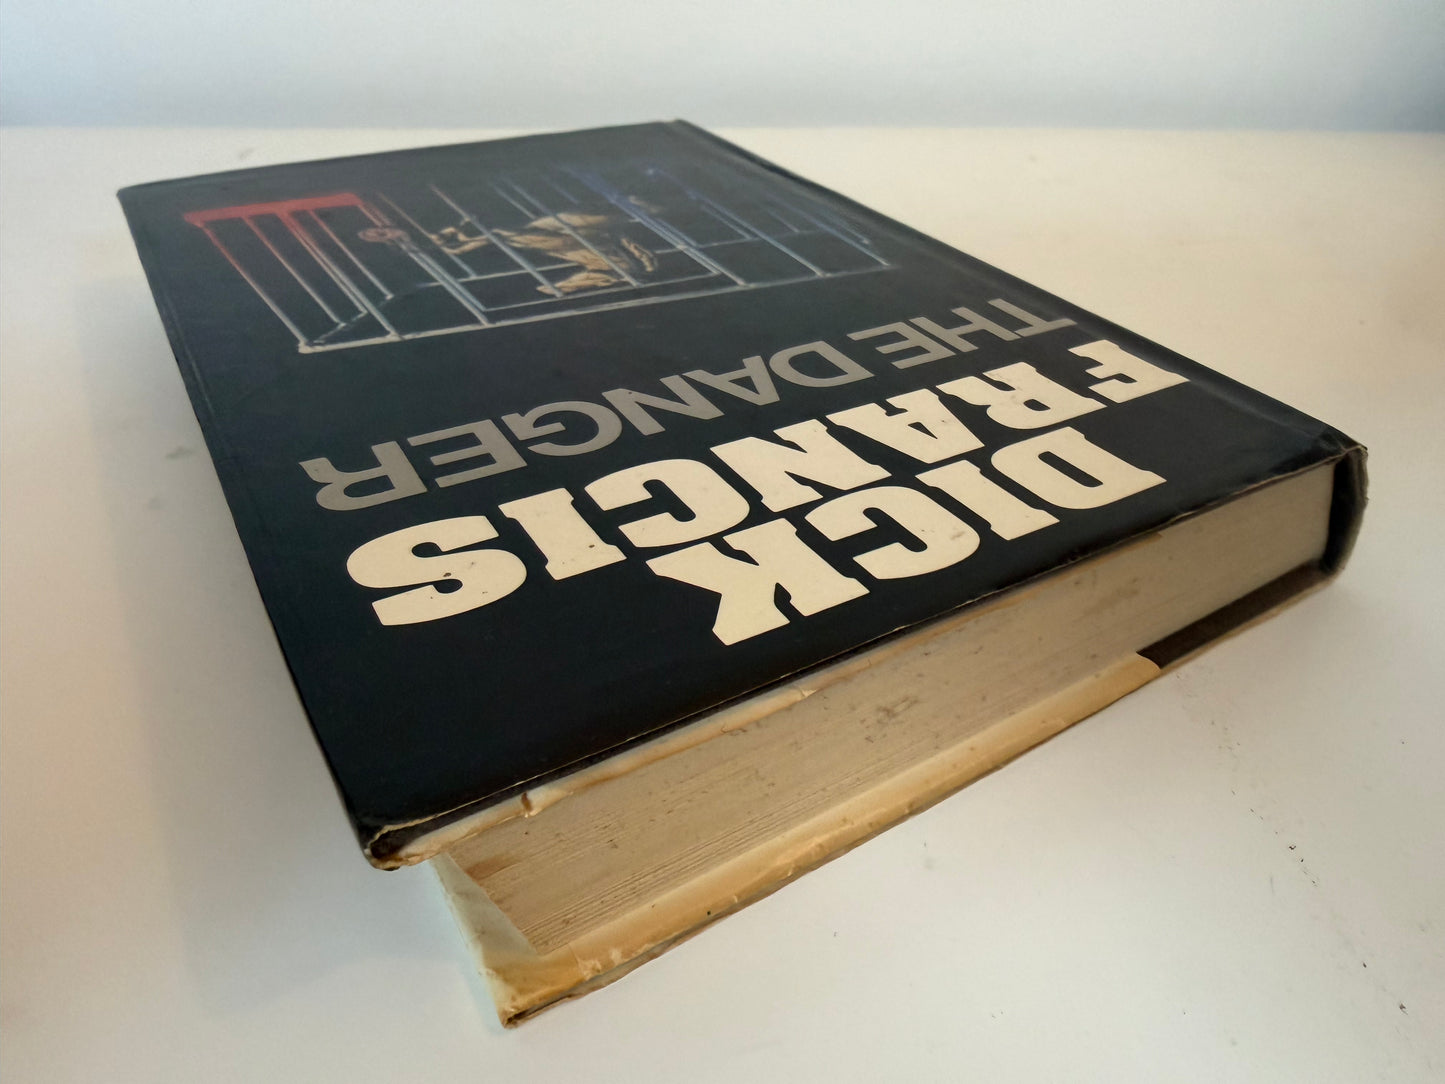 DICK
FRANCIS
THE DANGER